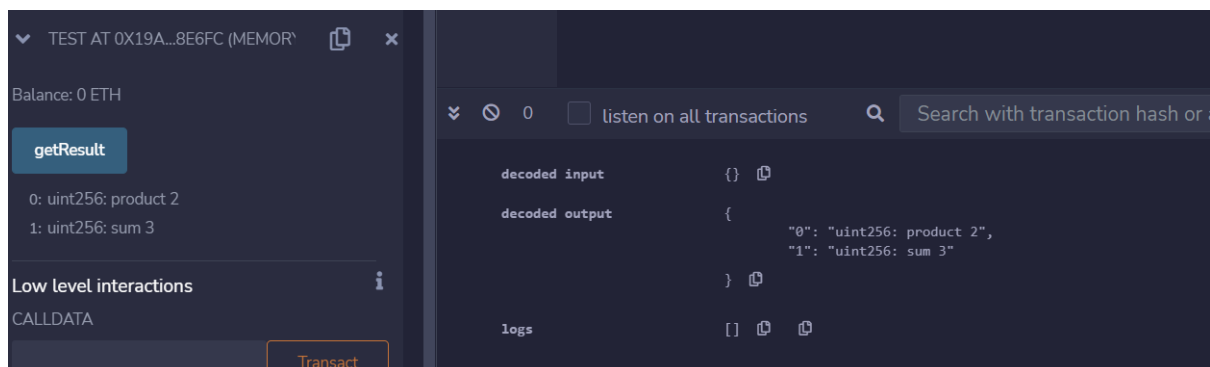 TEST AT 0X19A...8E6FC (MEMORY
Balance: 0 ETH
getResult
0: uint256: product 2
1: uint256: sum 3
Low level interactions
CALLDATA
Transact
0
listen on all transactions
Search with transaction hash or
decoded input {}
decoded output {
"0": "uint256: product 2",
"1": "uint256: sum 3"
}
logs []